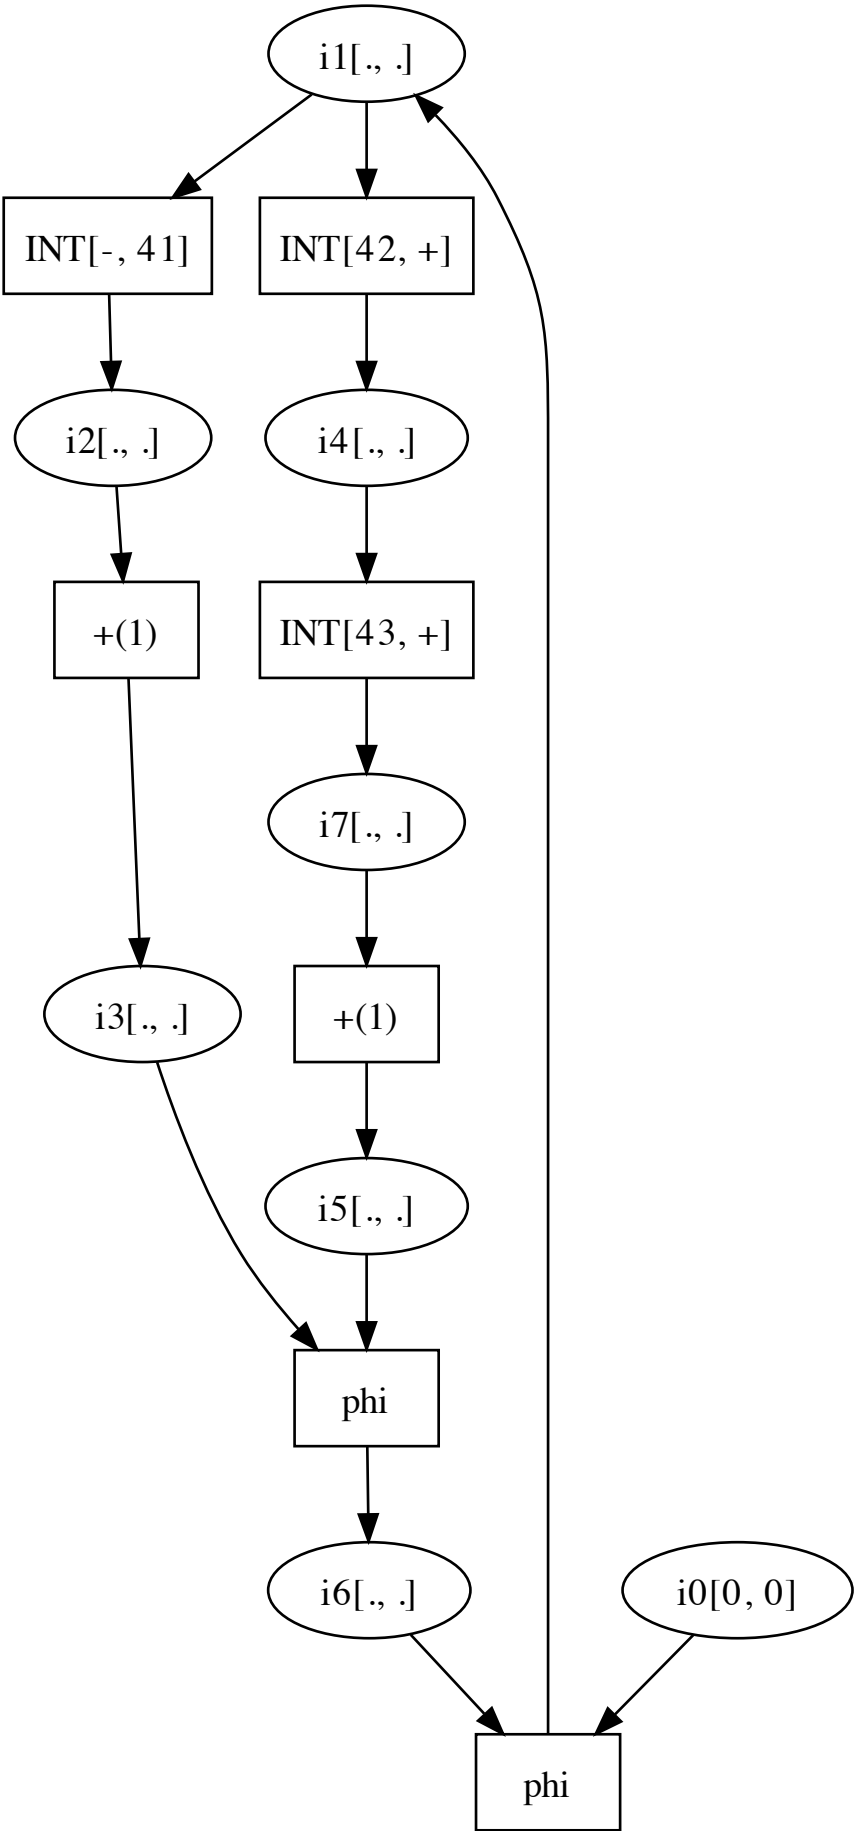 i1[., .]
INT[-, 41]
INT[42, +]
i2[., .]
i4[., .]
+(1)
INT[43, +]
i7[., .]
i3[., .]
+(1)
i5[., .]
phi
i6[., .]
i0[0, 0]
phi